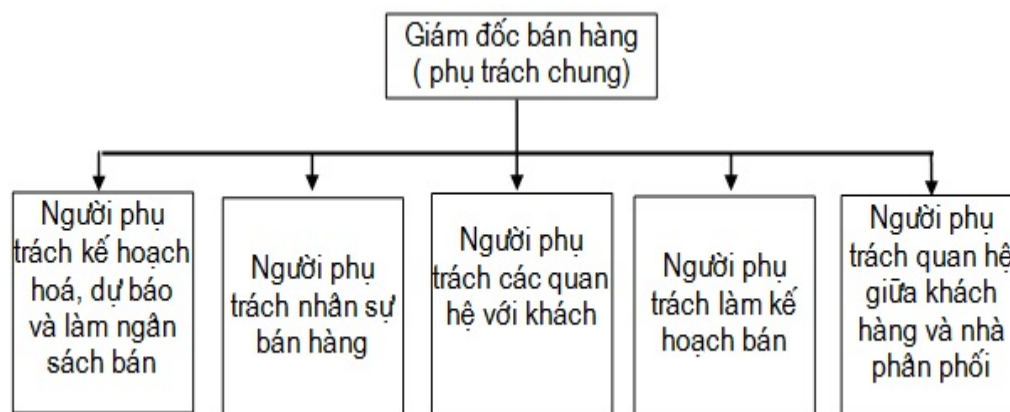 Giám đốc bán hàng
( phụ trách chung)
Người phụ
trách kế hoạch
hoá, dự báo
và làm ngân
sách bán
Người phụ
trách nhân sự
bán hàng
Người phụ
trách các quan
hệ với khách
Người phụ
trách làm kế
hoạch bán
Người phụ
trách quan hệ
giữa khách
hàng và nhà
phân phối